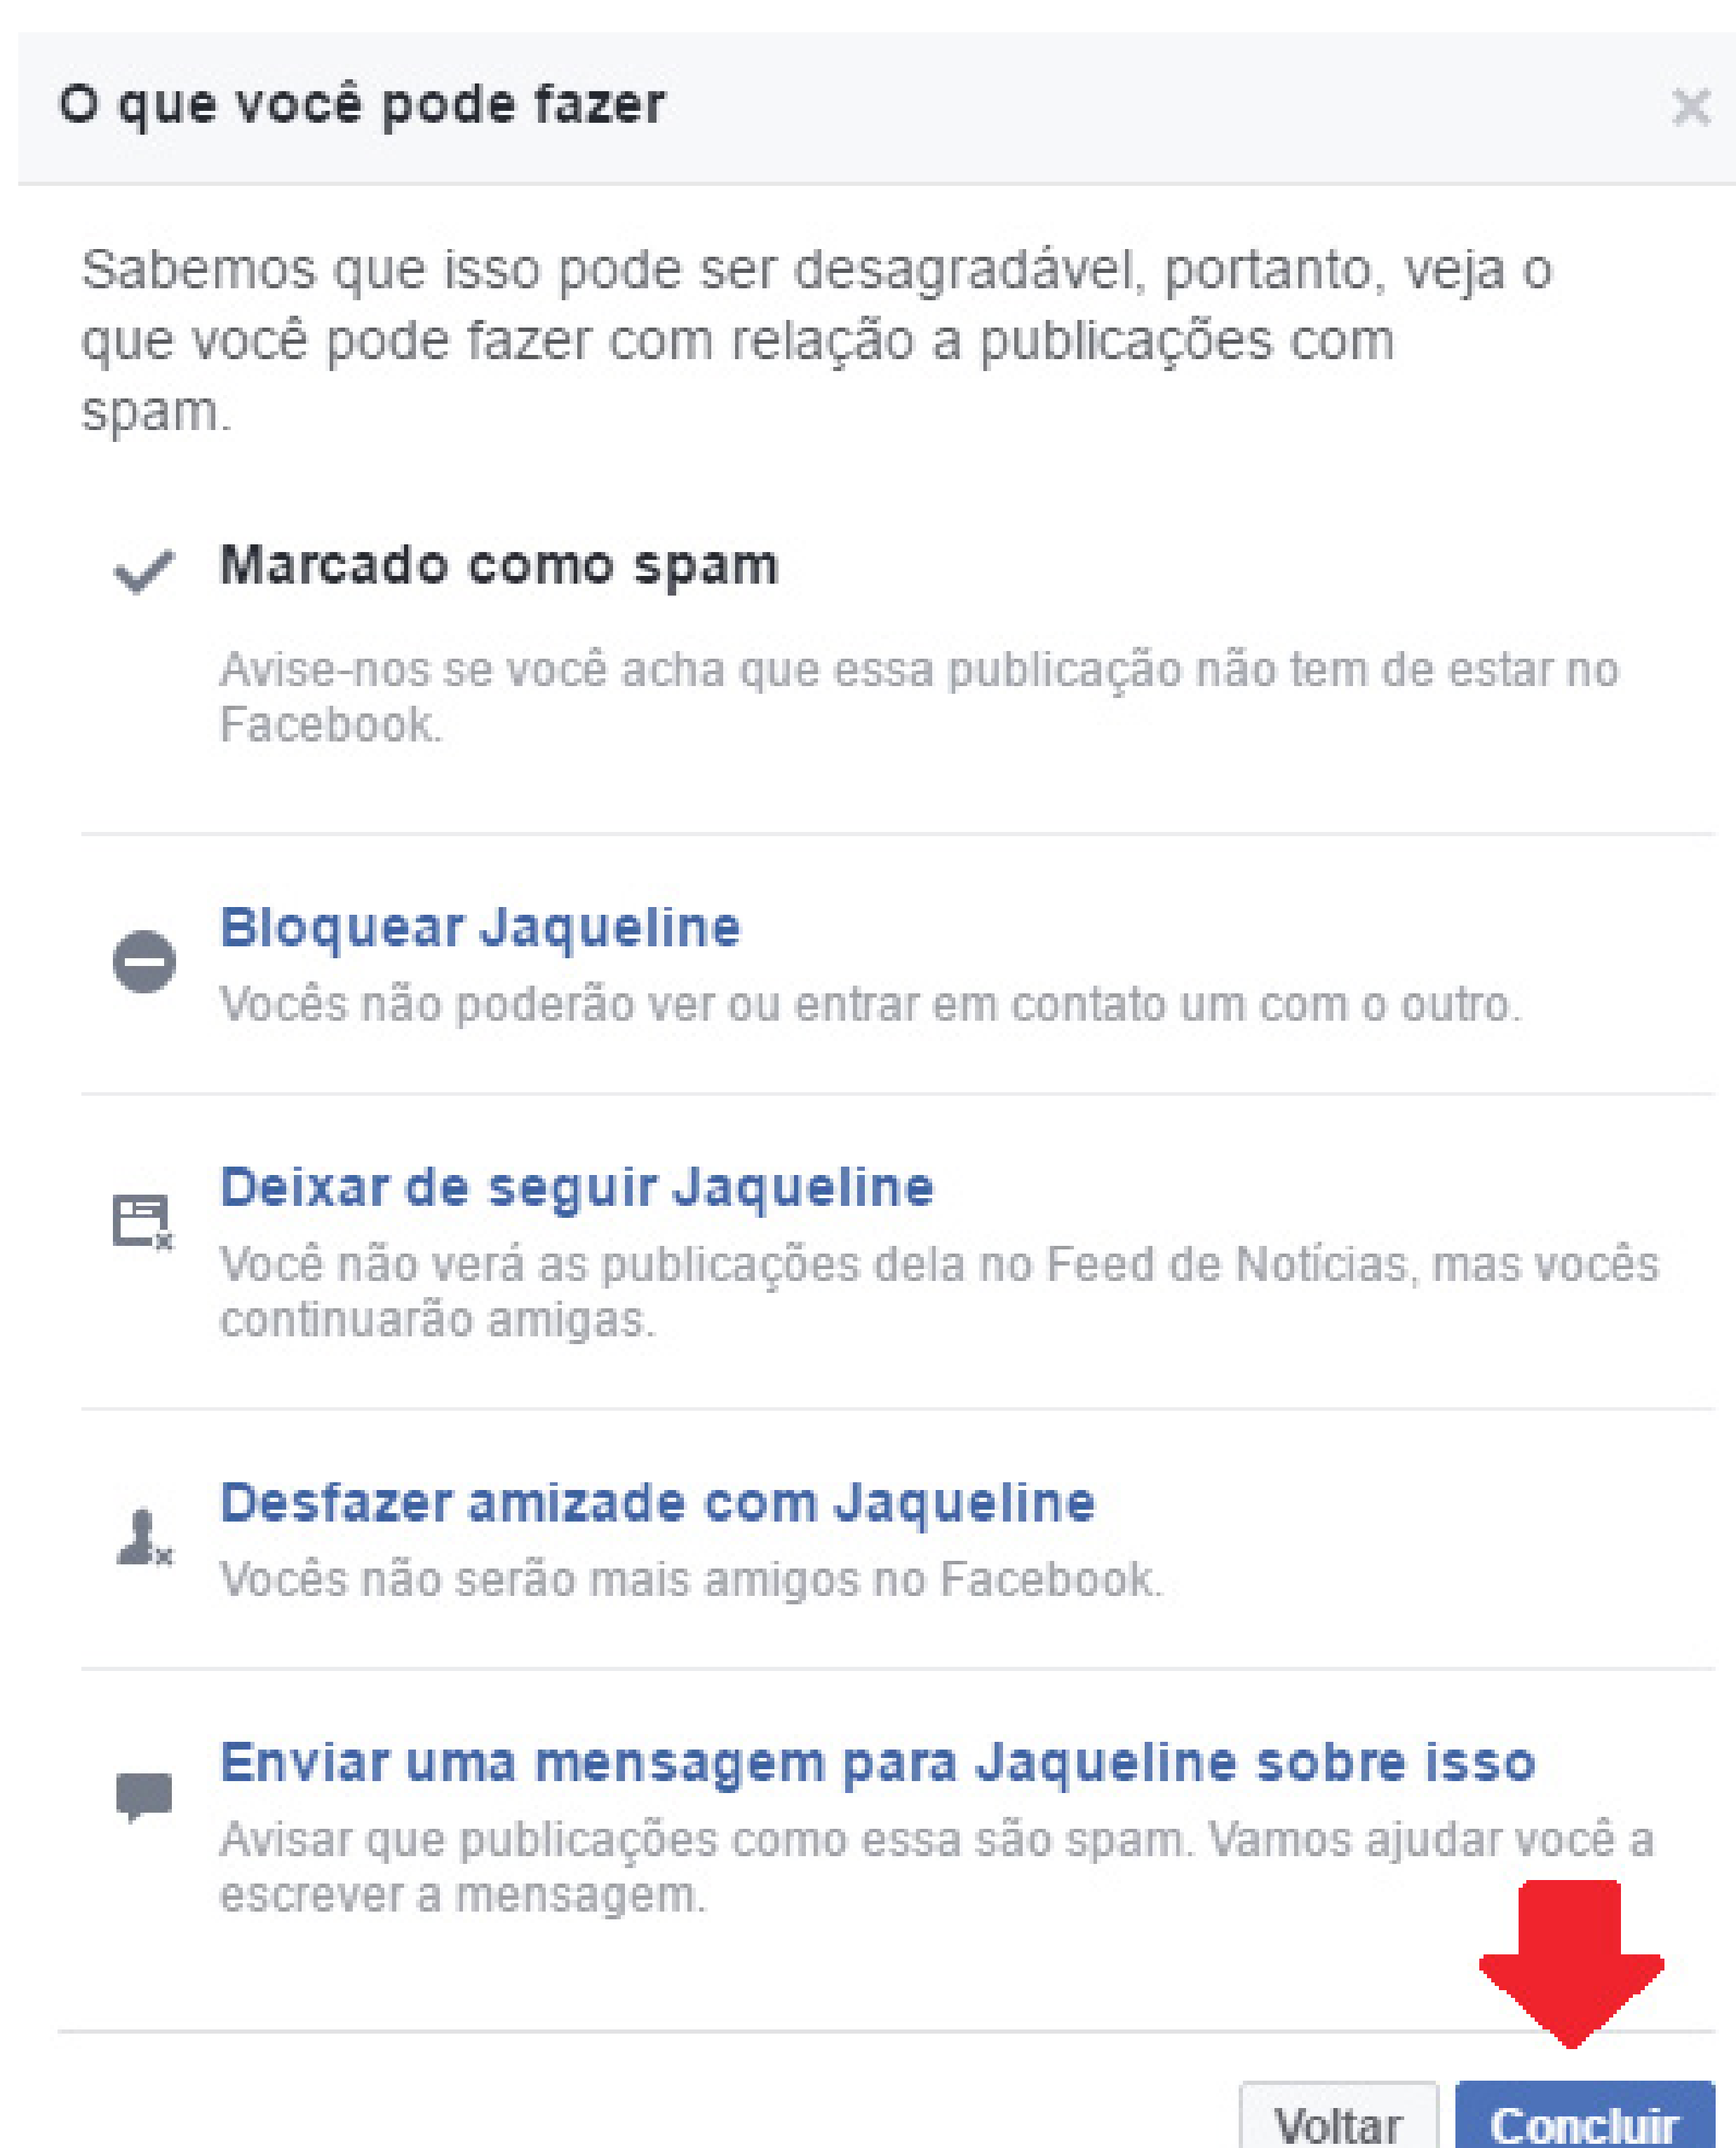 O que você pode fazer
Sabemos que isso pode ser desagradável, portanto, veja o
que você pode fazer com relação a publicações com
spam.
Marcado como spam
Avise-nos se você acha que essa publicação não tem de estar no
Facebook.
Bloquear Jaqueline
Vocês não poderão ver ou entrar em contato um com o outro.
Deixar de seguir Jaqueline
Você não verá as publicações dela no Feed de Notícias, mas vocês
continuarão amigas.
Desfazer amizade com Jaqueline
Vocês não serão mais amigos no Facebook.
Enviar uma mensagem para Jaqueline sobre isso
Avisar que publicações como essa são spam. Vamos ajudar você a
escrever a mensagem.
Voltar Concluir